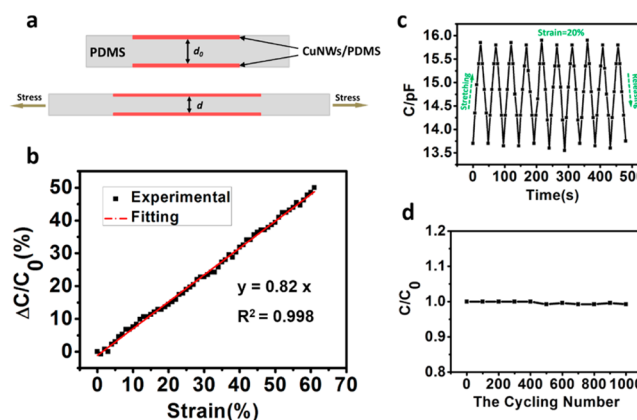 a
PDMS
d₀
CuNWs/PDMS
Stress
d
Stress
b
50
40
30
20
10
0
ΔC/C₀(%)
Experimental
Fitting
y = 0.82 x
R² = 0.998
0 10 20 30 40 50 60 70
Strain(%)
c
Strain=20%
16.0
15.5
15.0
14.5
14.0
13.5
C/pF
Stretching
Releasing
0 100 200 300 400 500
Time(s)
d
1.2
1.1
1.0
0.9
0.8
C/C₀
0 200 400 600 800 1000
The Cycling Number